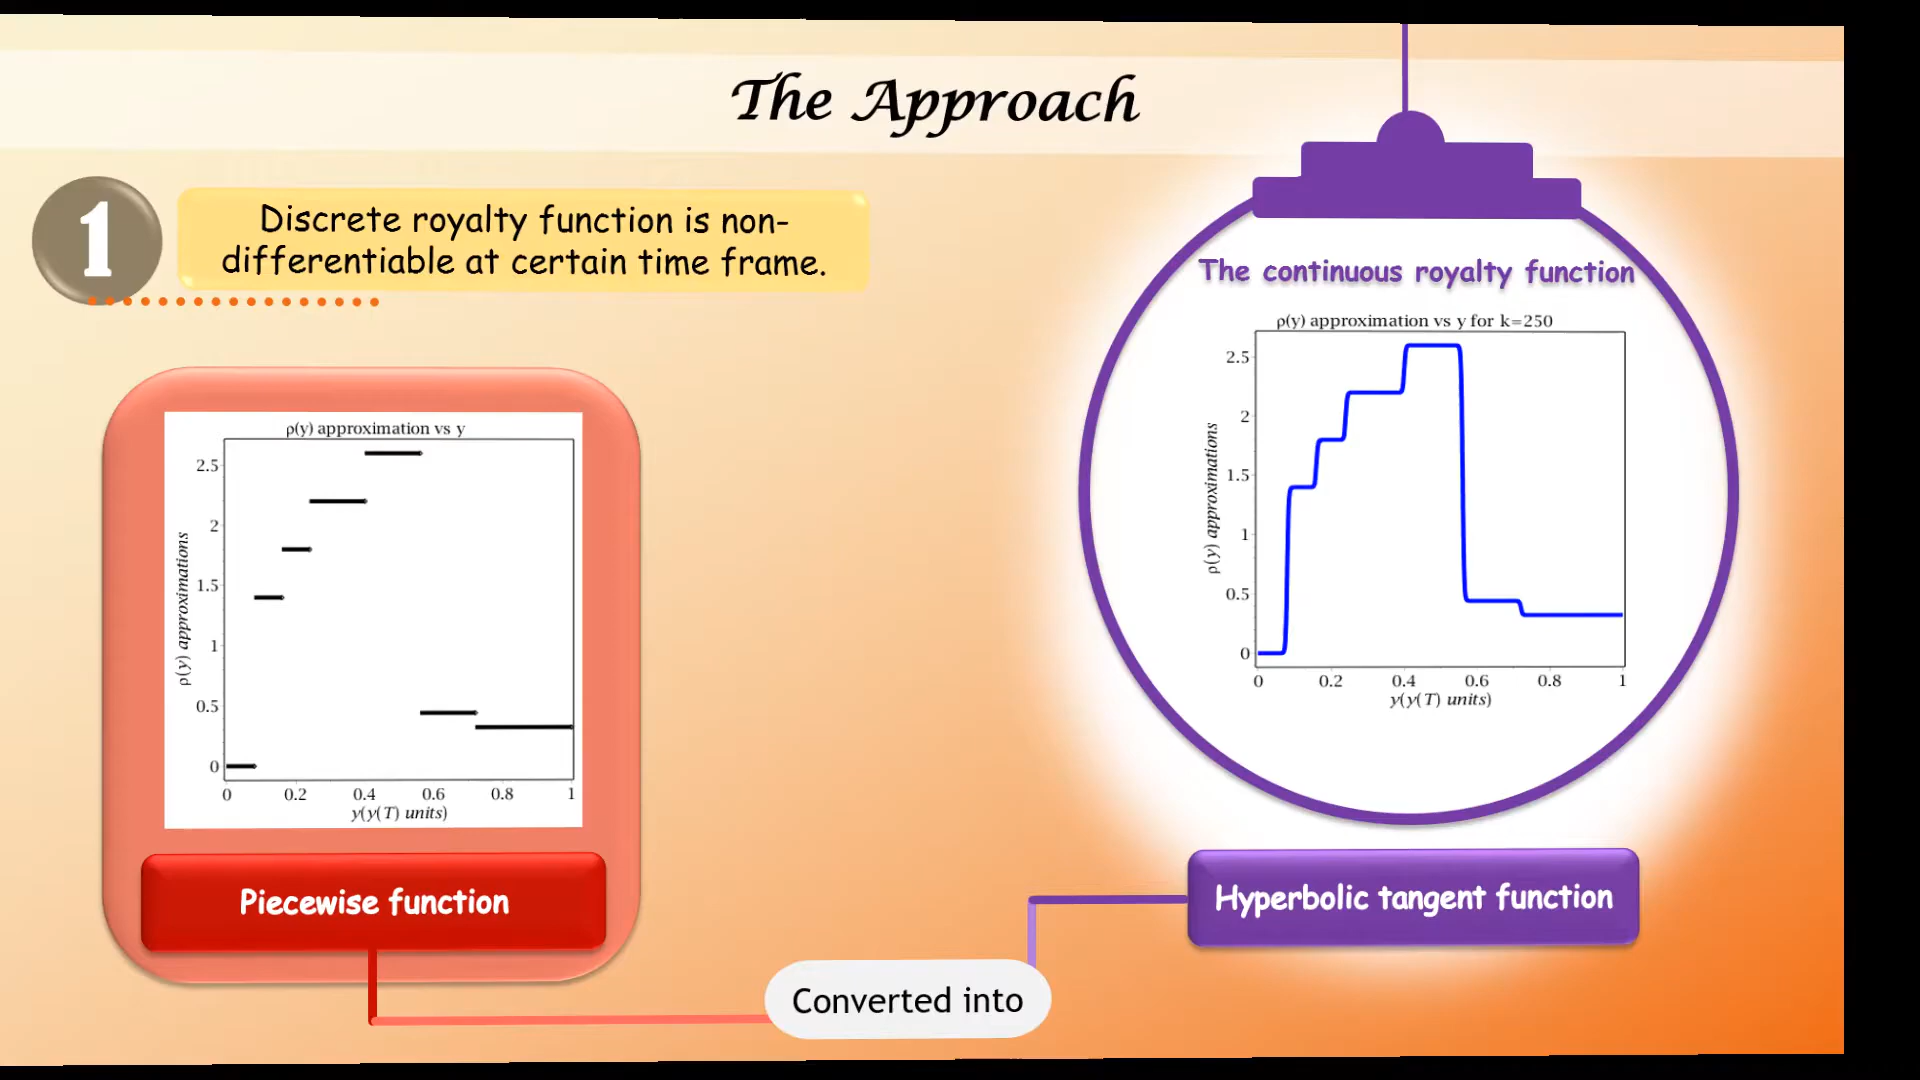 The Approach
1
Discrete royalty function is non-
differentiable at certain time frame.
ρ(y) approximation vs y
ρ(y) approximations
2.5
2
1.5
1
0.5
0
0 0.2 0.4 0.6 0.8 1
y(y(T) units)
Piecewise function
Converted into
The continuous royalty function
ρ(y) approximation vs y for k=250
ρ(y) approximations
2.5
2
1.5
1
0.5
0
0 0.2 0.4 0.6 0.8 1
y(y(T) units)
Hyperbolic tangent function